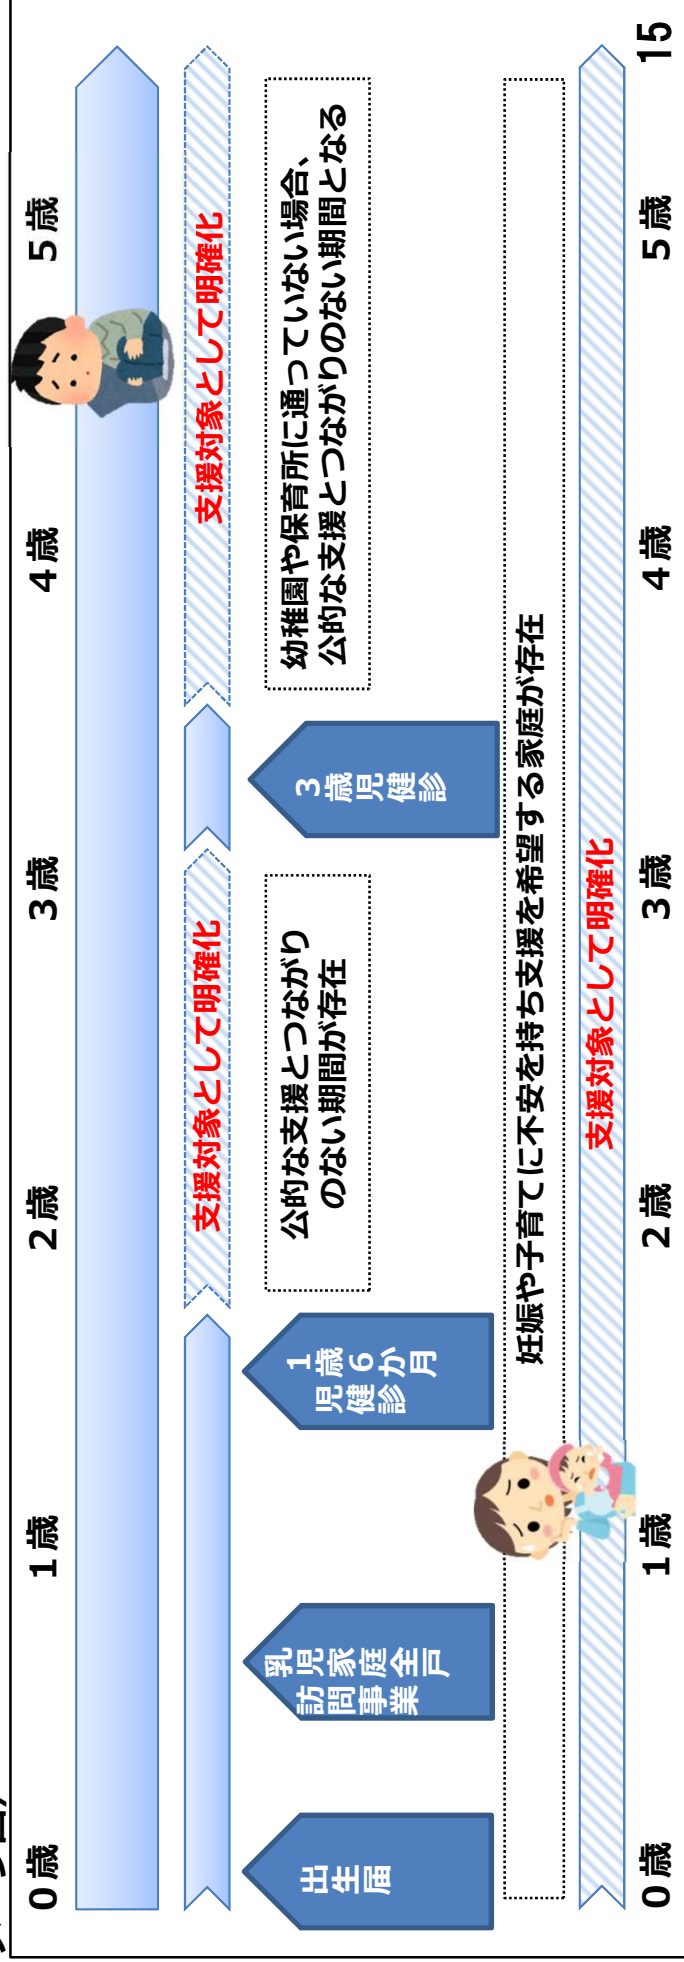 0歳
1歳
2歳
3歳
4歳
5歳
支援対象として明確化
支援対象として明確化
出生届
乳児家庭全戸
訪問事業
1歳6か月
児健診
公的な支援とつながり
のない期間が存在
3歳児健診
幼稚園や保育所に通っていない場合、
公的な支援とつながりのない期間となる
妊娠や子育てに不安を持ち支援を希望する家庭が存在
支援対象として明確化
0歳
1歳
2歳
3歳
4歳
5歳
15